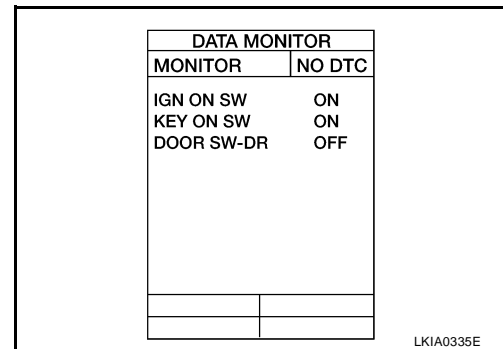 DATA MONITOR
MONITOR NO DTC
IGN ON SW ON
KEY ON SW ON
DOOR SW-DR OFF
LKIA0335E